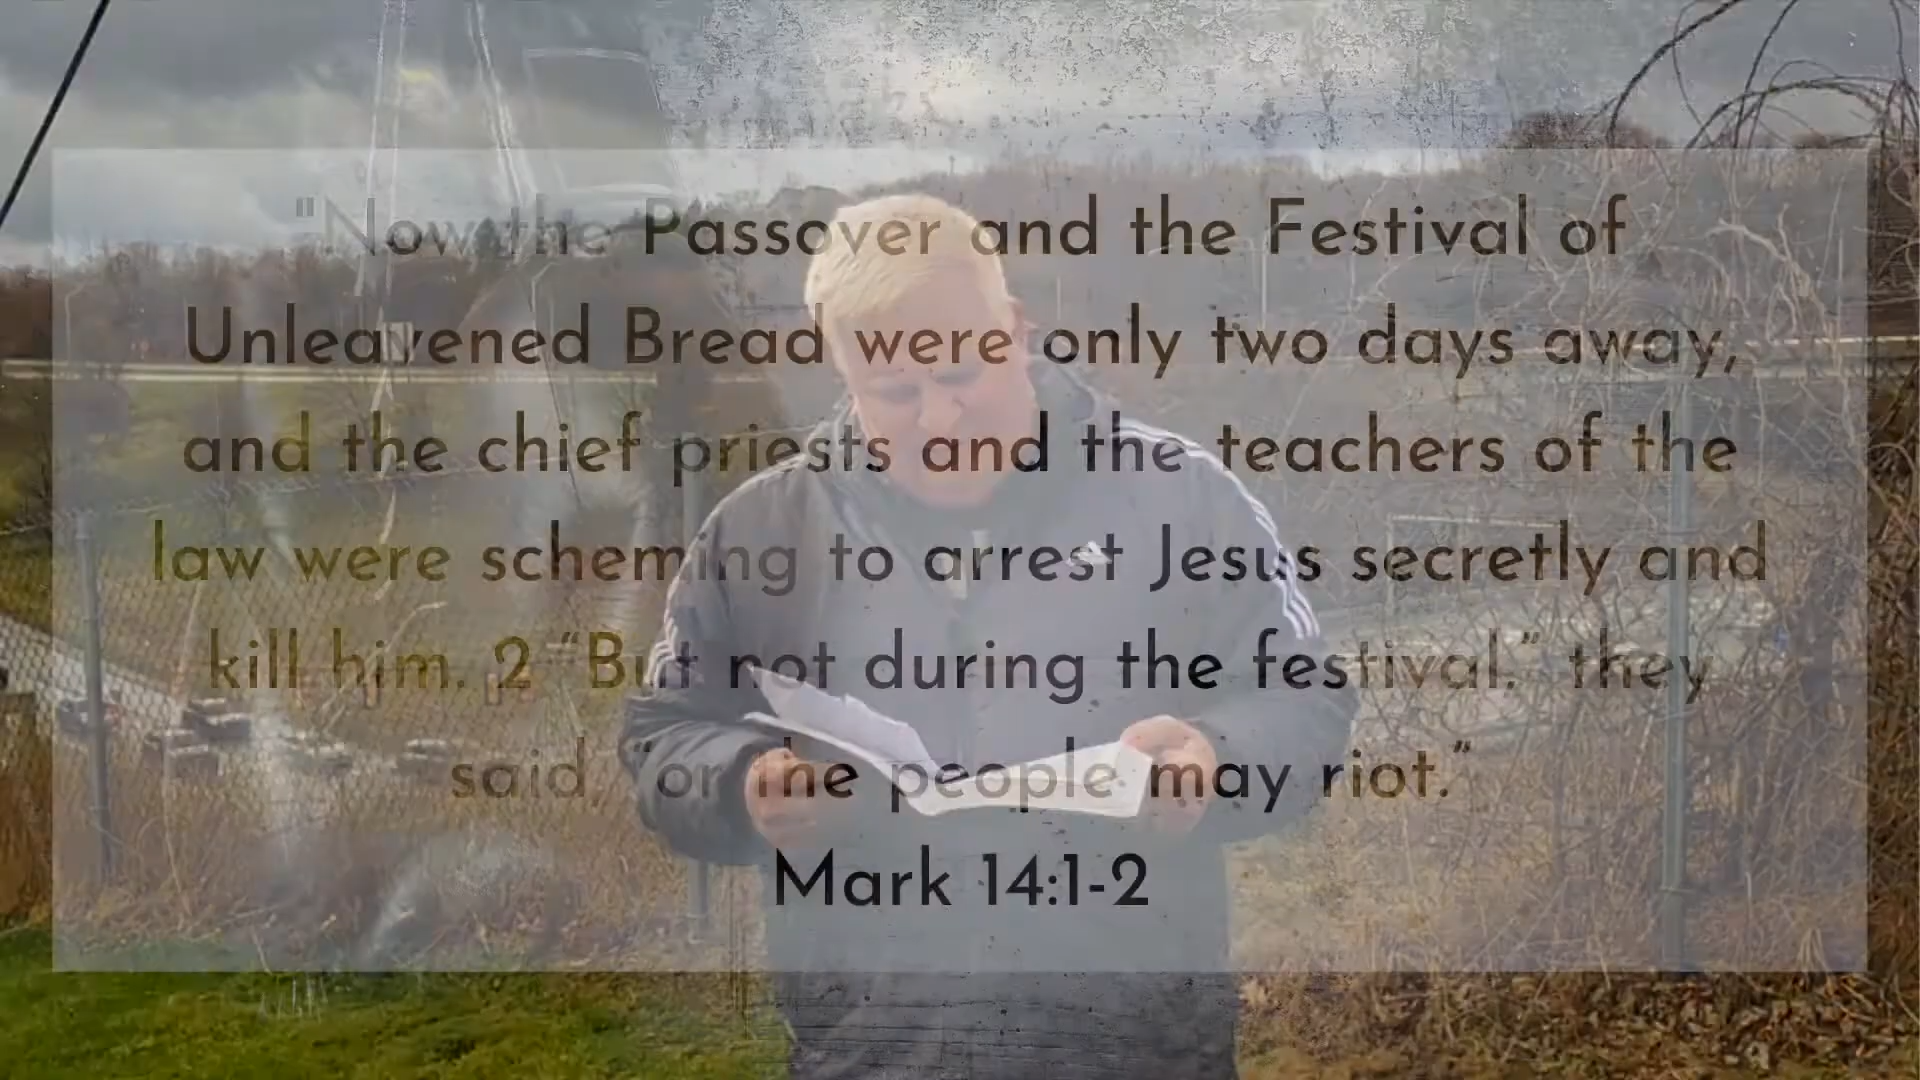 "Now the Passover and the Festival of
Unleavened Bread were only two days away,
and the chief priests and the teachers of the
law were scheming to arrest Jesus secretly and
kill him. 2 “But not during the festival.” they
said “or the people may riot.”
Mark 14:1-2